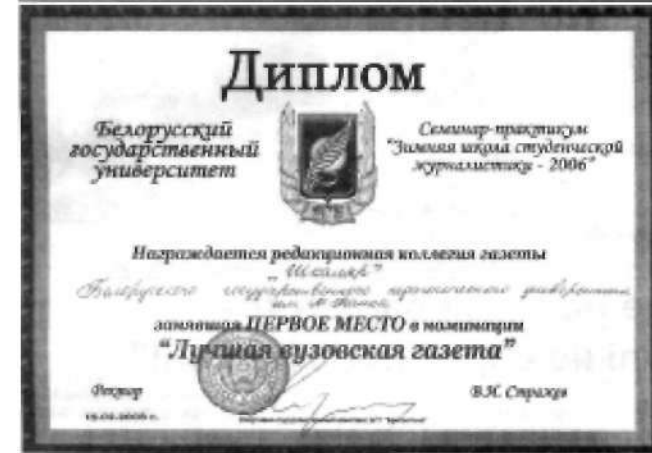 Диплом
Белорусский
государственный
университет
Семинар-практикум
"Зимняя школа студенческой
журналистики - 2006"
Награждается редакционная коллегия газеты
"Шкаляр"
Белорусского государственного педагогического университета
им. М. Танка
занявшая ПЕРВОЕ МЕСТО в номинации
"Лучшая вузовская газета"
Ректор
В.И. Стражев